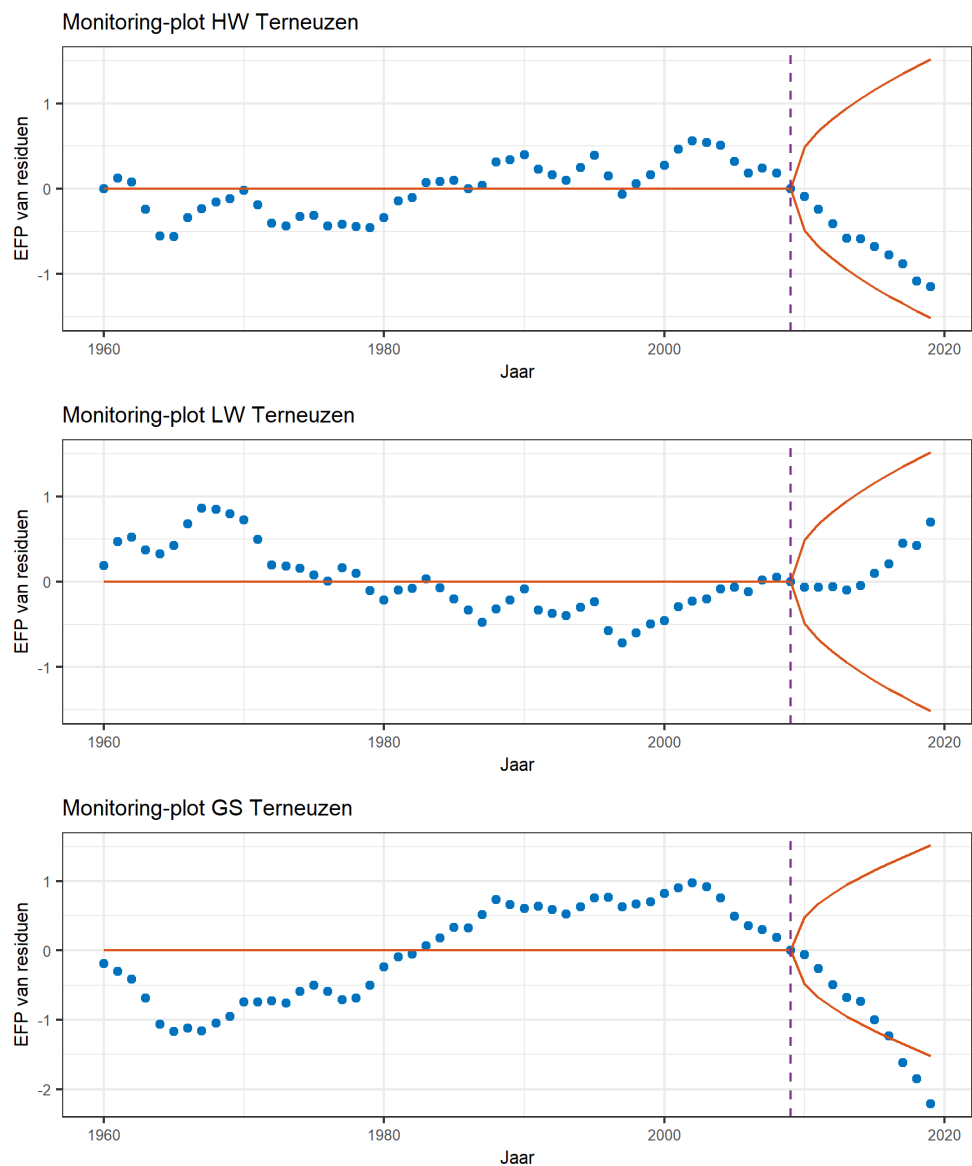 Monitoring-plot HW Terneuzen
EFP van residuen
1
0
-1
1960 1980 2000 2020
Jaar
Monitoring-plot LW Terneuzen
EFP van residuen
1
0
-1
1960 1980 2000 2020
Jaar
Monitoring-plot GS Terneuzen
EFP van residuen
1
0
-1
-2
1960 1980 2000 2020
Jaar